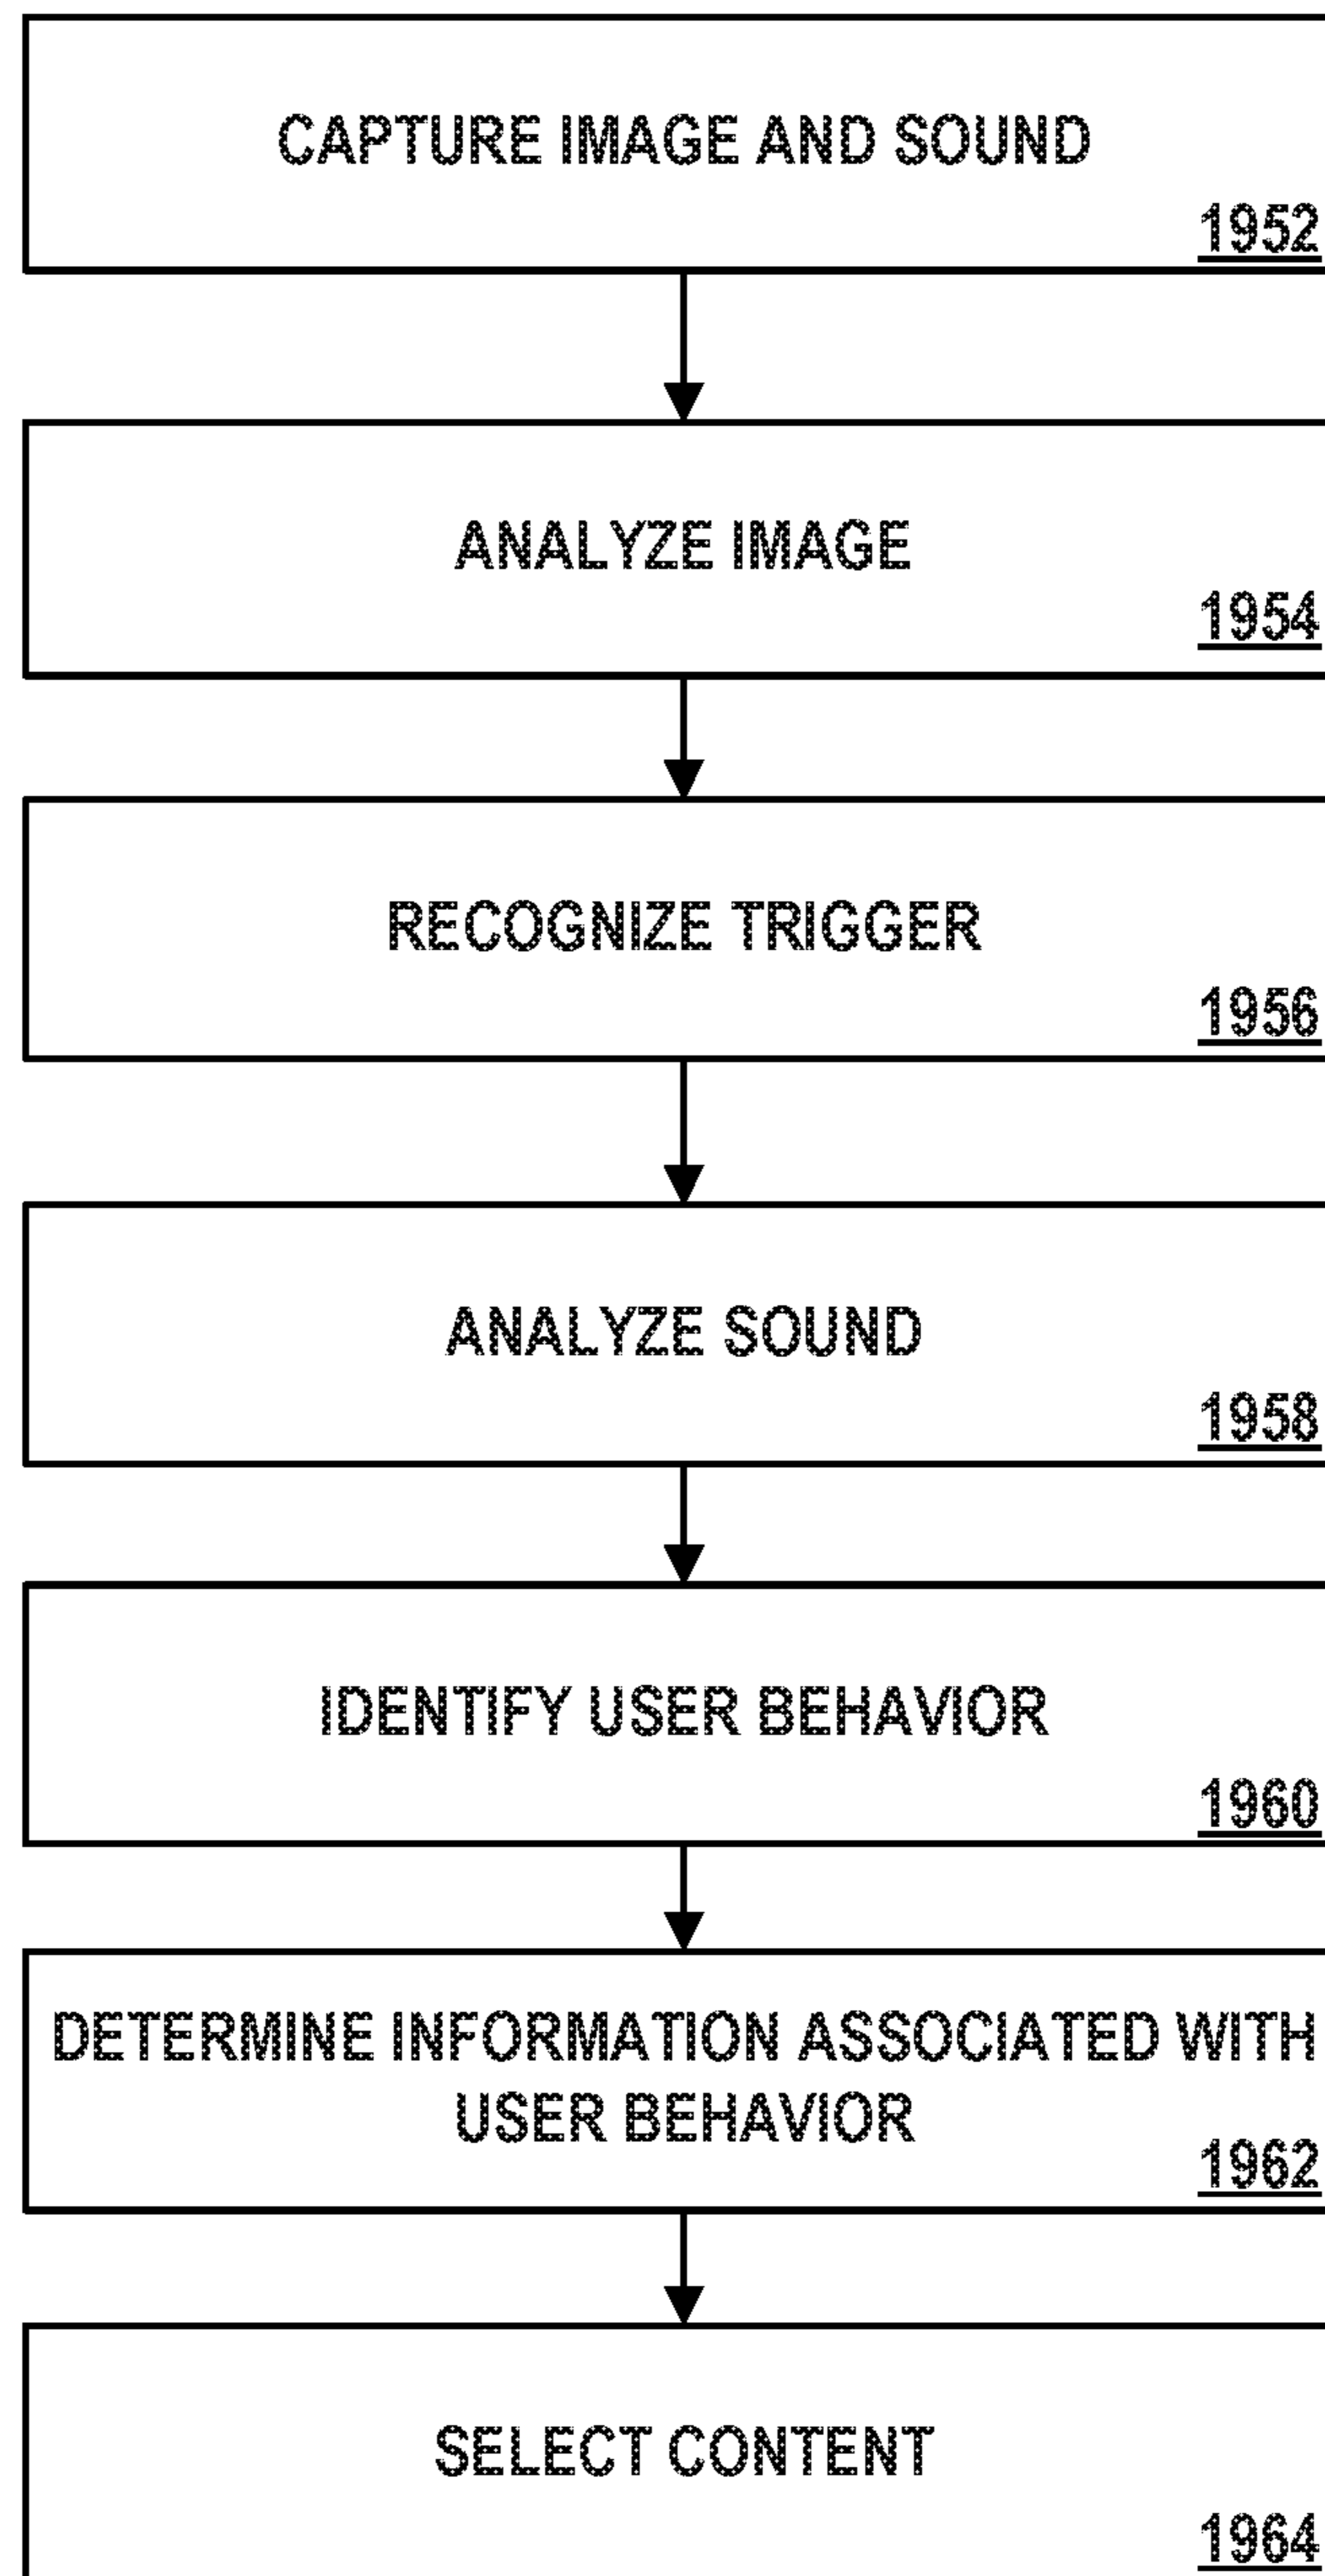 CAPTURE IMAGE AND SOUND
1952
ANALYZE IMAGE
1954
RECOGNIZE TRIGGER
1956
ANALYZE SOUND
1958
IDENTIFY USER BEHAVIOR
1960
DETERMINE INFORMATION ASSOCIATED WITH
USER BEHAVIOR
1962
SELECT CONTENT
1964